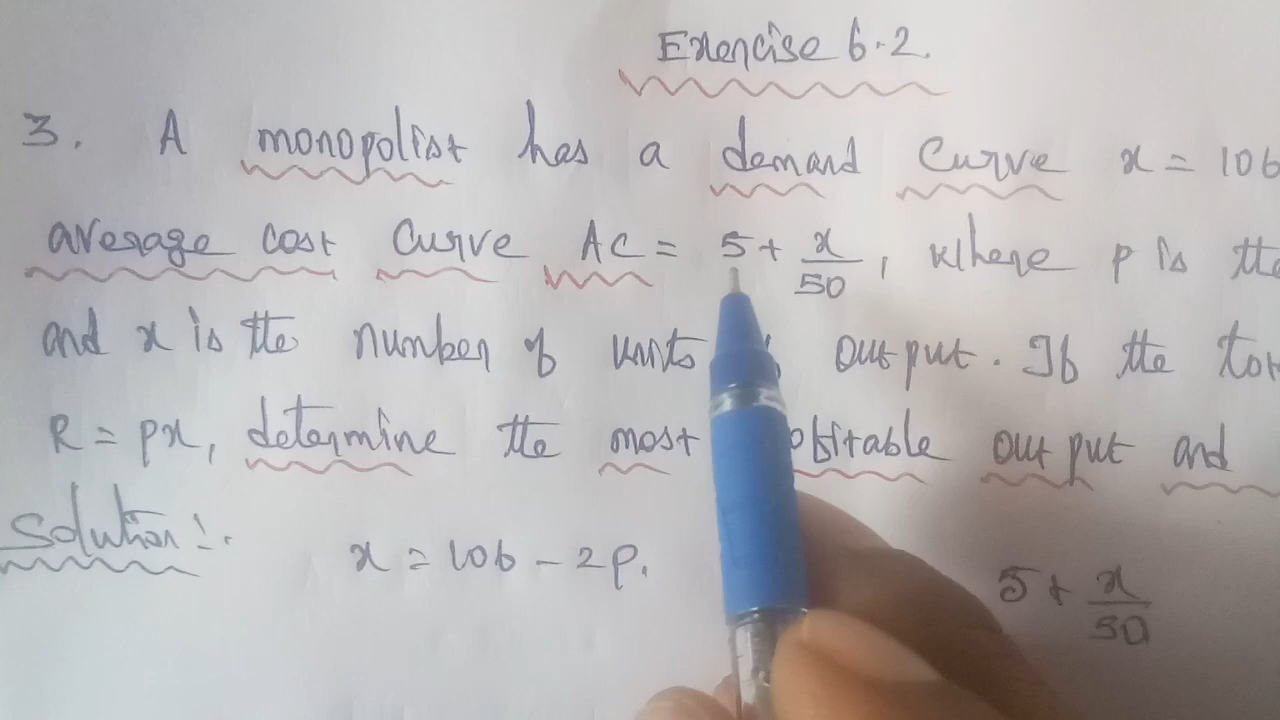 Exercise 6.2.
3. A monopolist has a demand curve x = 106
average cost curve AC = 5 + x/50, where p is the
and x is the number of units output. If the tot
R = px, determine the most output and
Solution:.
x = 106 - 2p.
5 + x/50